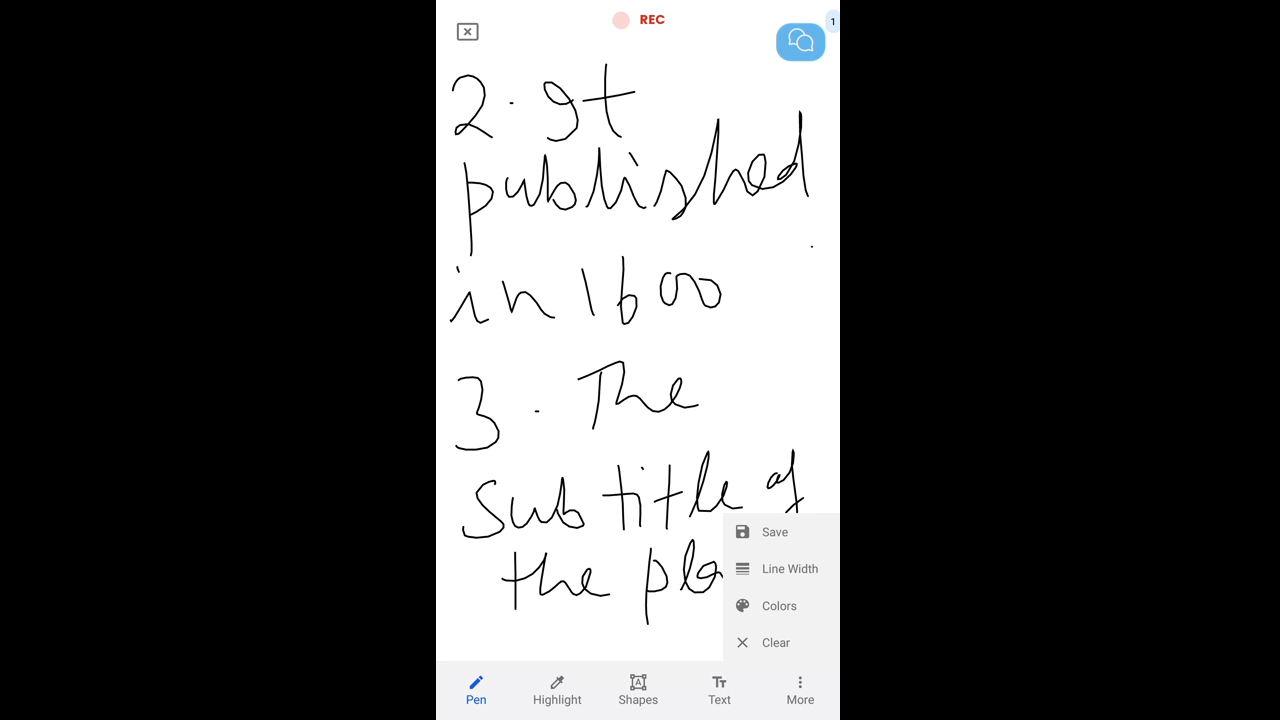 REC
1
2. It
published
in 1600
3. The
Subtitle of
the pla
Save
Line Width
Colors
Clear
Pen
Highlight
Shapes
Text
More